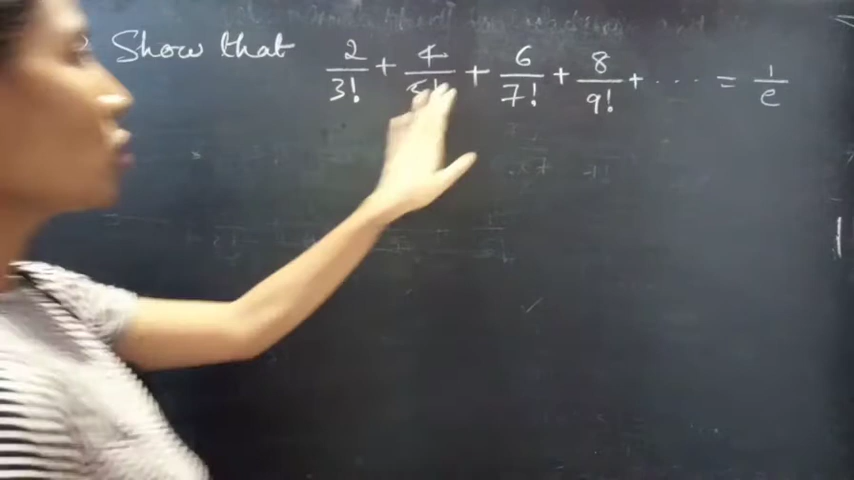 Show that 2/3! + 4/5! + 6/7! + 8/9! + .... = 1/e